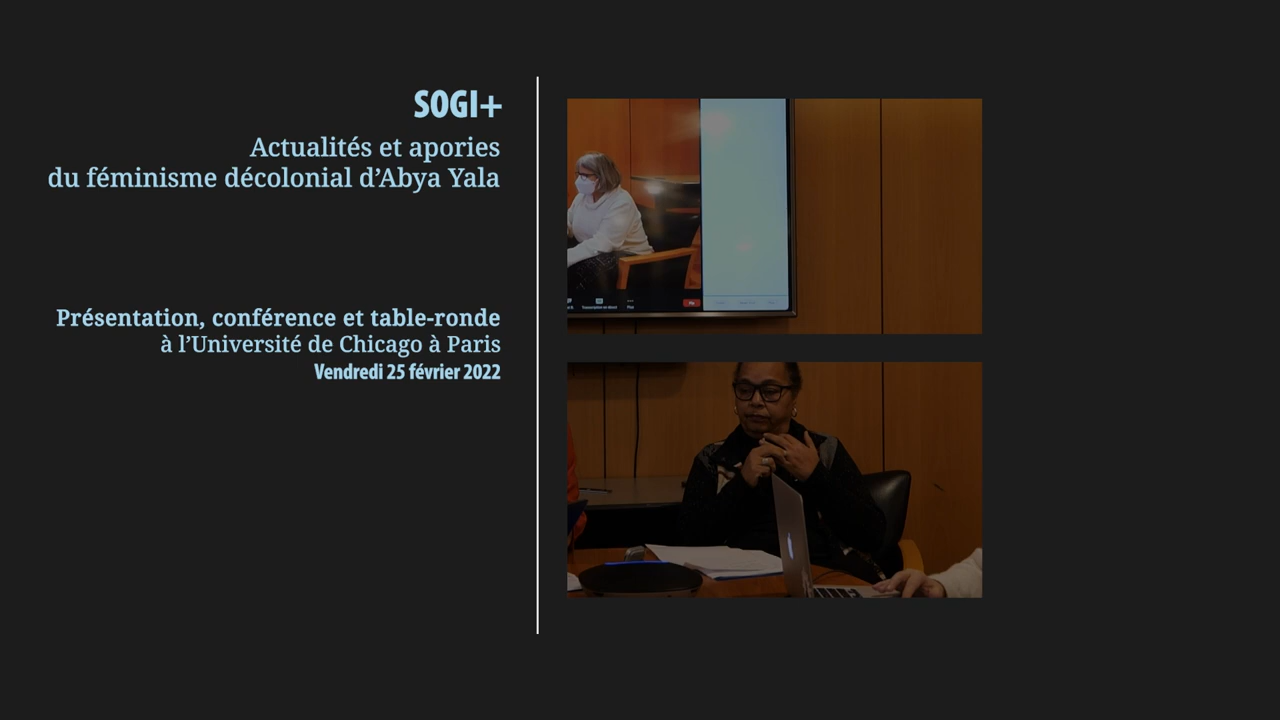 SOGI+
Actualités et apories
du féminisme décolonial d’Abya Yala
Présentation, conférence et table-ronde
à l’Université de Chicago à Paris
Vendredi 25 février 2022